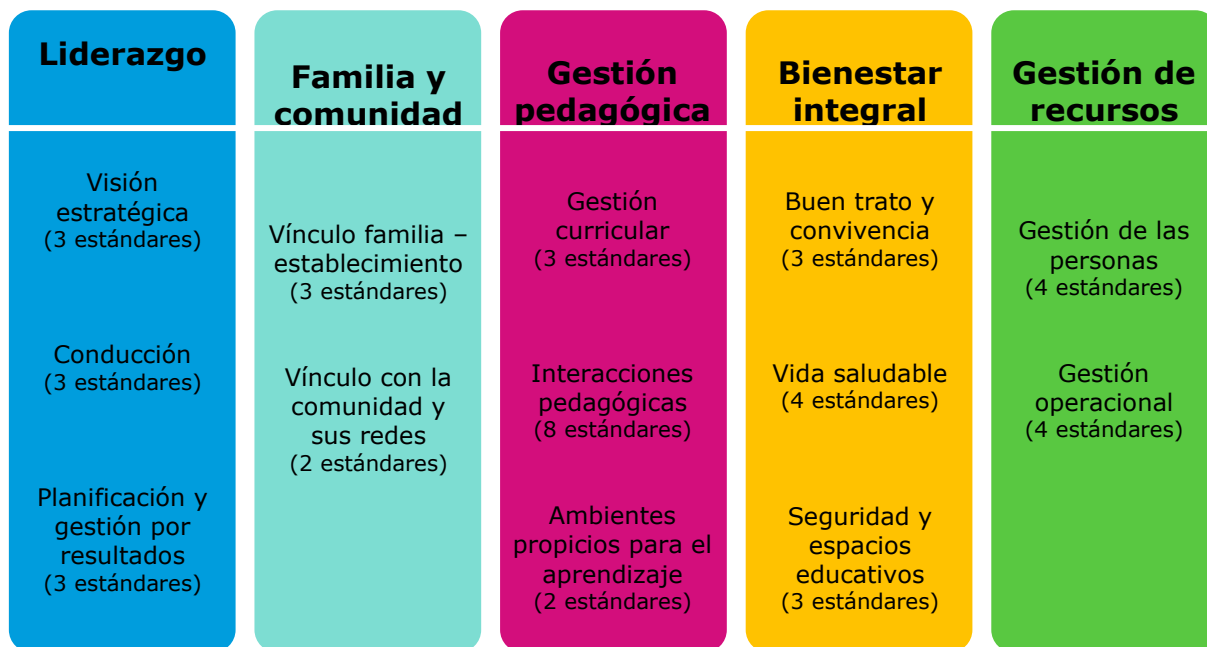 Liderazgo
Visión
estratégica
(3 estándares)
Conducción
(3 estándares)
Planificación y
gestión por
resultados
(3 estándares)
Familia y
comunidad
Vínculo familia –
establecimiento
(3 estándares)
Vínculo con la
comunidad y
sus redes
(2 estándares)
Gestión
pedagógica
Gestión
curricular
(3 estándares)
Interacciones
pedagógicas
(8 estándares)
Ambientes
propicios para el
aprendizaje
(2 estándares)
Bienestar
integral
Buen trato y
convivencia
(3 estándares)
Vida saludable
(4 estándares)
Seguridad y
espacios
educativos
(3 estándares)
Gestión de
recursos
Gestión de las
personas
(4 estándares)
Gestión
operacional
(4 estándares)